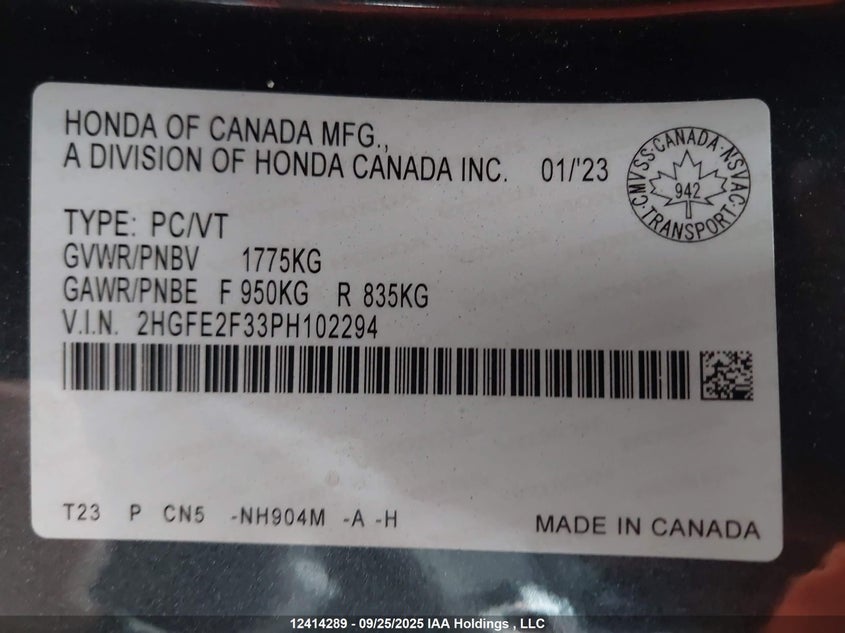 HONDA OF CANADA MFG.,
A DIVISION OF HONDA CANADA INC. 01/'23
CMVSS·CANADA·NSVAC·TRANSPORT
942
TYPE: PC/VT
GVWR/PNBV 1775KG
GAWR/PNBE F 950KG R 835KG
V.I.N. 2HGFE2F33PH102294
T23 P CN5 -NH904M -A -H
MADE IN CANADA
12414289 - 09/25/2025 IAA Holdings , LLC